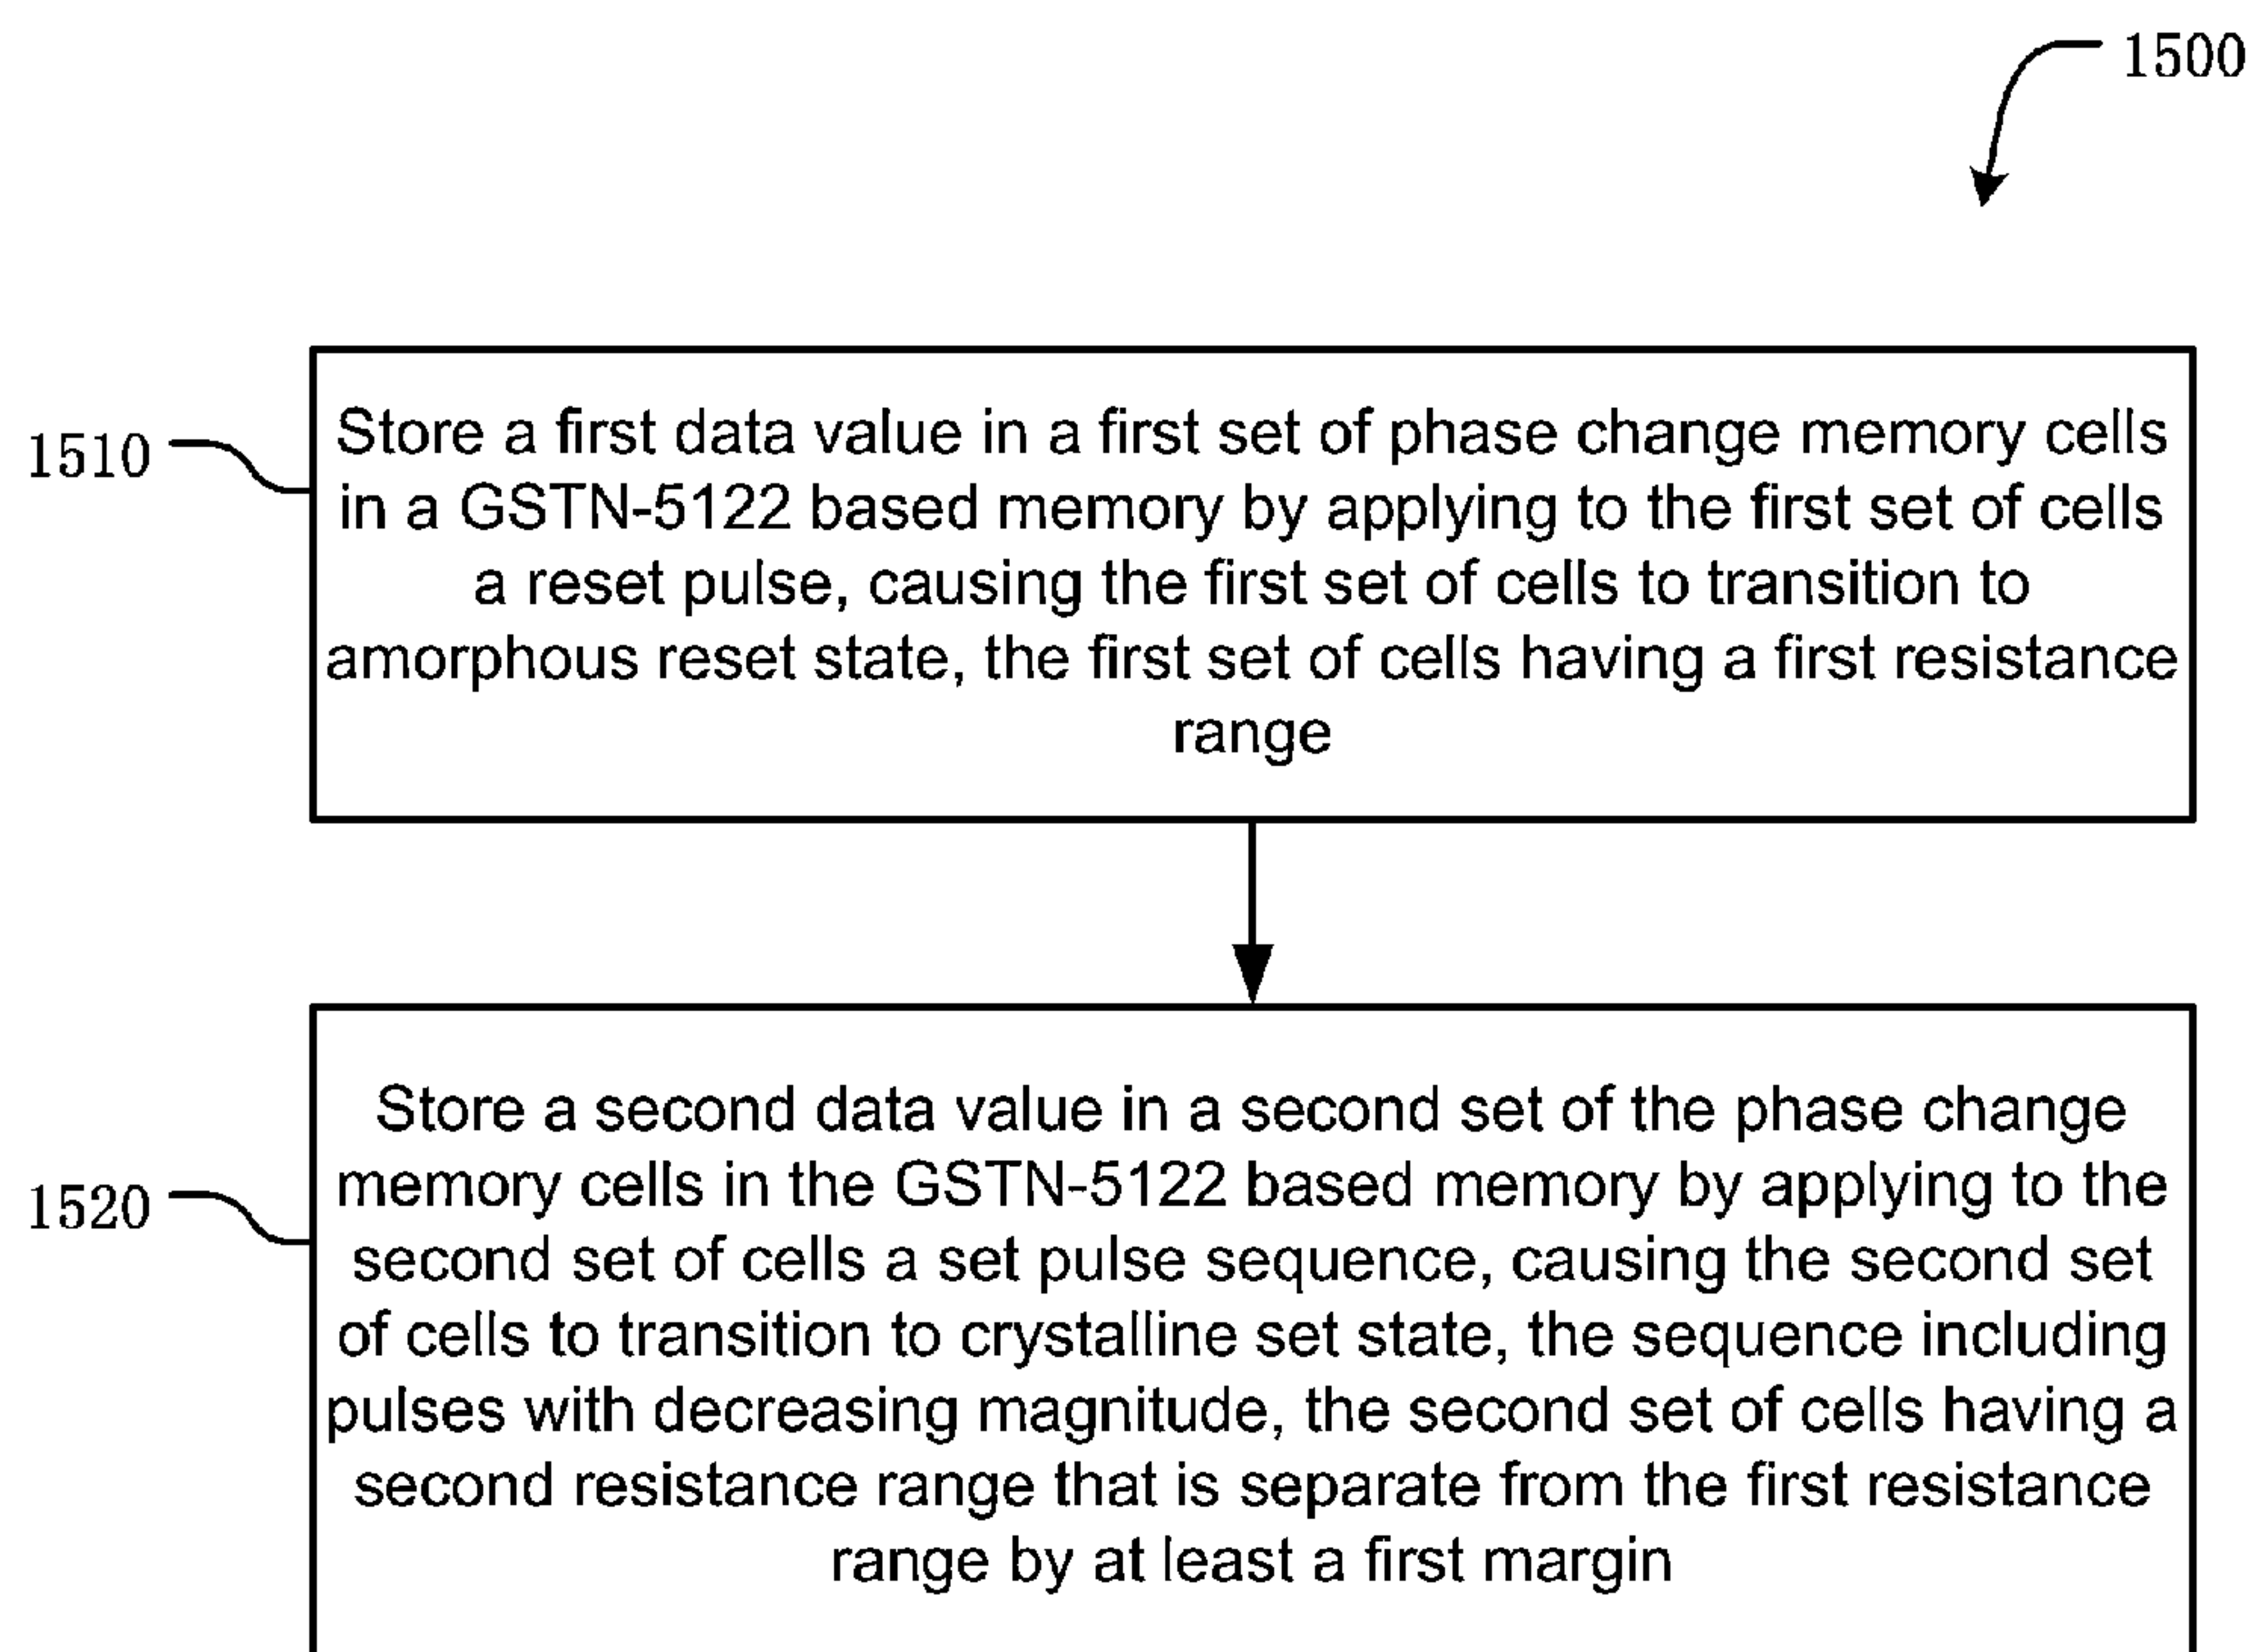 1500
1510
Store a first data value in a first set of phase change memory cells
in a GSTN-5122 based memory by applying to the first set of cells
a reset pulse, causing the first set of cells to transition to
amorphous reset state, the first set of cells having a first resistance
range
1520
Store a second data value in a second set of the phase change
memory cells in the GSTN-5122 based memory by applying to the
second set of cells a set pulse sequence, causing the second set
of cells to transition to crystalline set state, the sequence including
pulses with decreasing magnitude, the second set of cells having a
second resistance range that is separate from the first resistance
range by at least a first margin